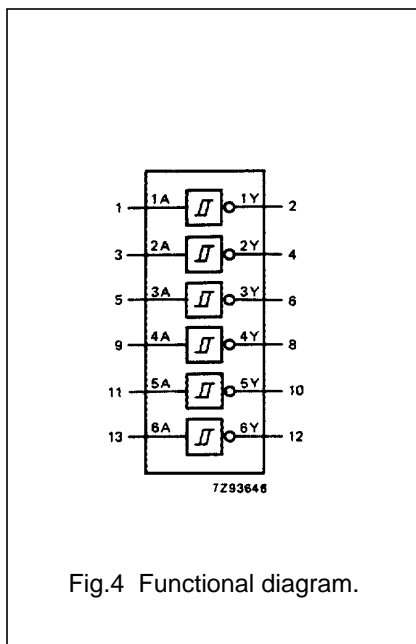 1 1A 1Y 2
3 2A 2Y 4
5 3A 3Y 6
9 4A 4Y 8
11 5A 5Y 10
13 6A 6Y 12
7Z93646
Fig.4 Functional diagram.